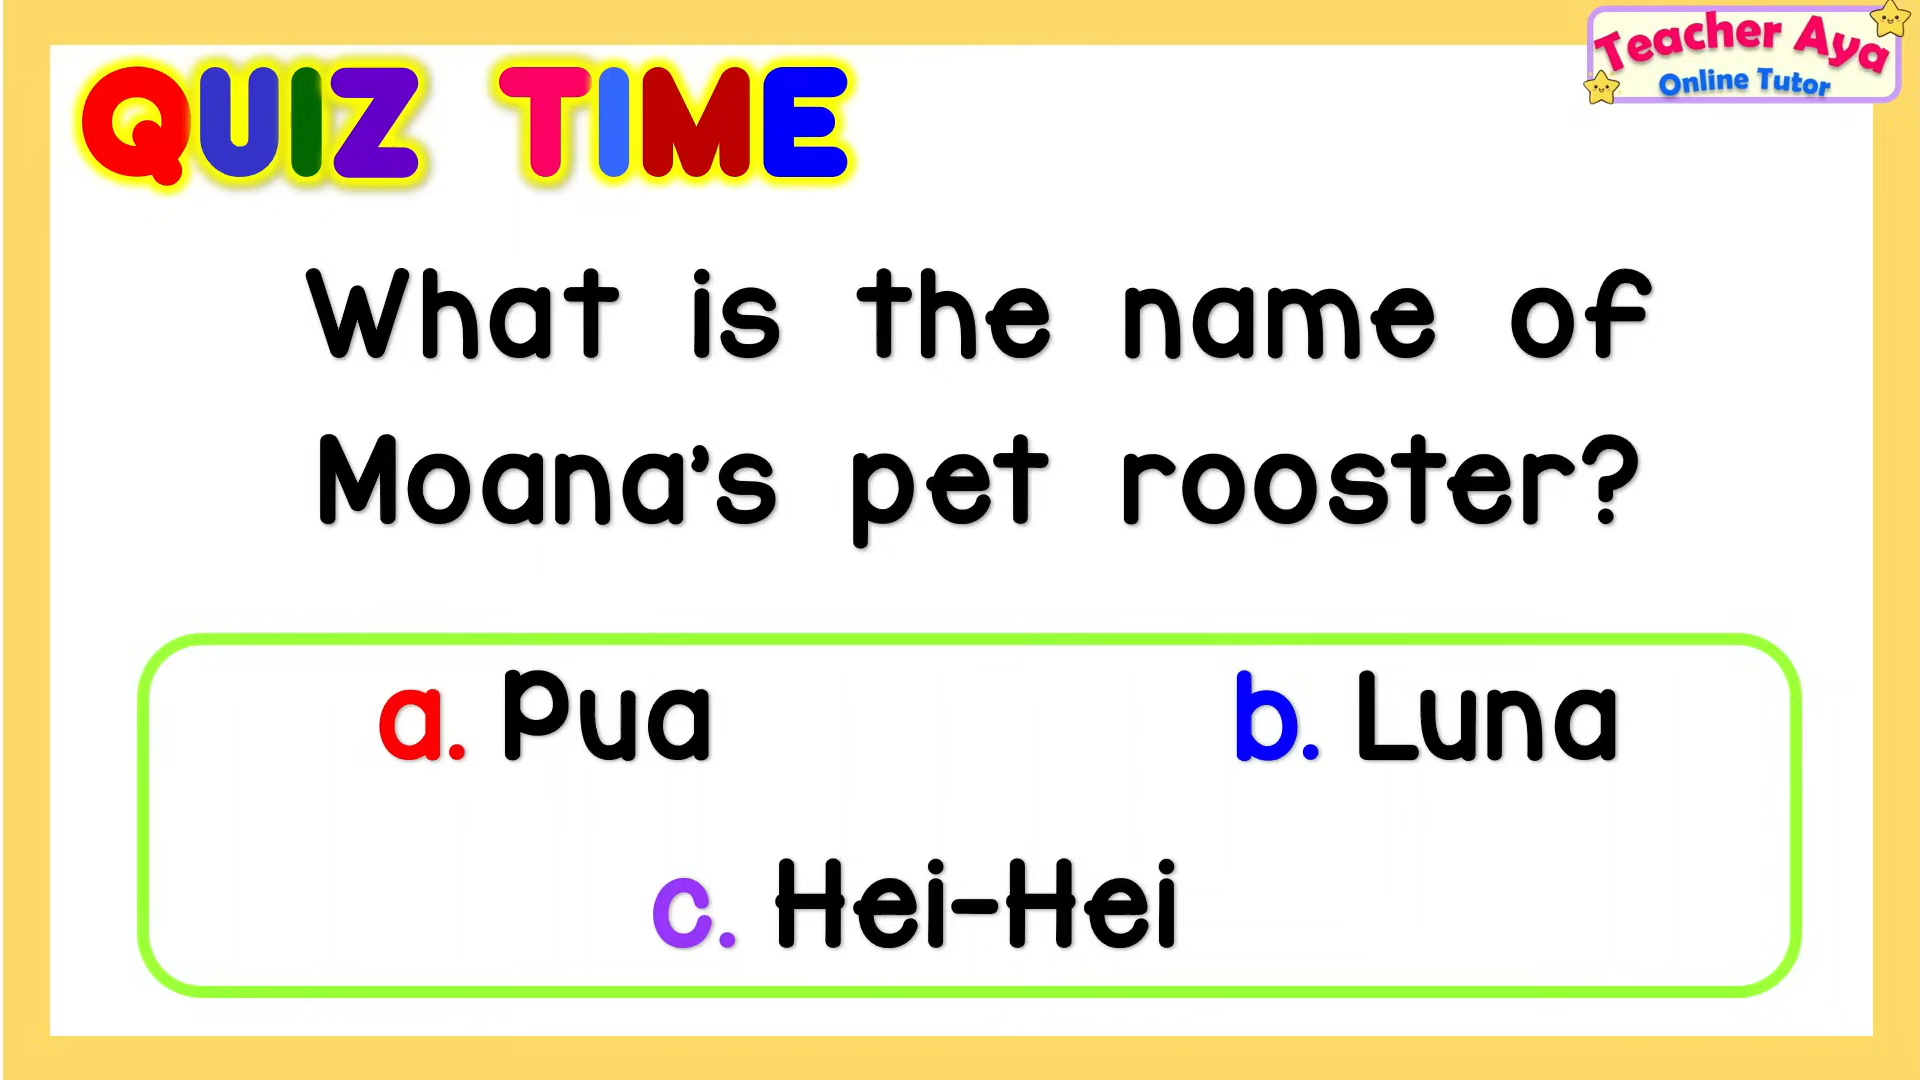 QUIZ TIME
Teacher Aya
Online Tutor
What is the name of
Moana's pet rooster?
a. Pua
b. Luna
c. Hei-Hei